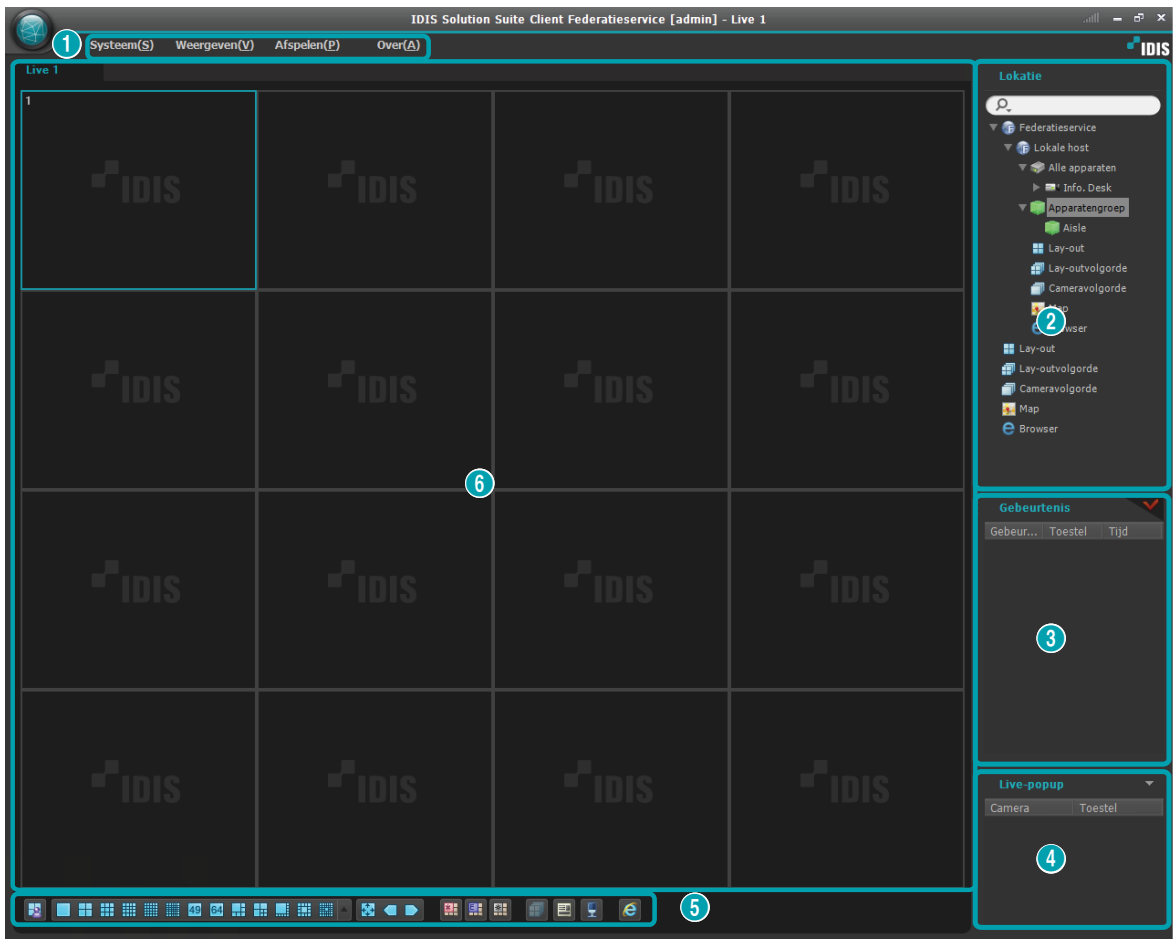 IDIS Solution Suite Client Federatieservice [admin] - Live 1
1
Systeem(S) Weergeven(V) Afspelen(P) Over(A)
IDIS
Live 1
1
IDIS IDIS IDIS IDIS
IDIS IDIS IDIS IDIS
6
IDIS IDIS IDIS IDIS
IDIS IDIS IDIS IDIS
Lokatie
Federatieservice
Lokale host
Alle apparaten
Info. Desk
Apparatengroep
Aisle
Lay-out
Lay-outvolgorde
Cameravolgorde
2
Lay-out
Lay-outvolgorde
Cameravolgorde
Map
Browser
Gebeurtenis
Gebeur... Toestel Tijd
3
Live-popup
Camera Toestel
4
49 64
5